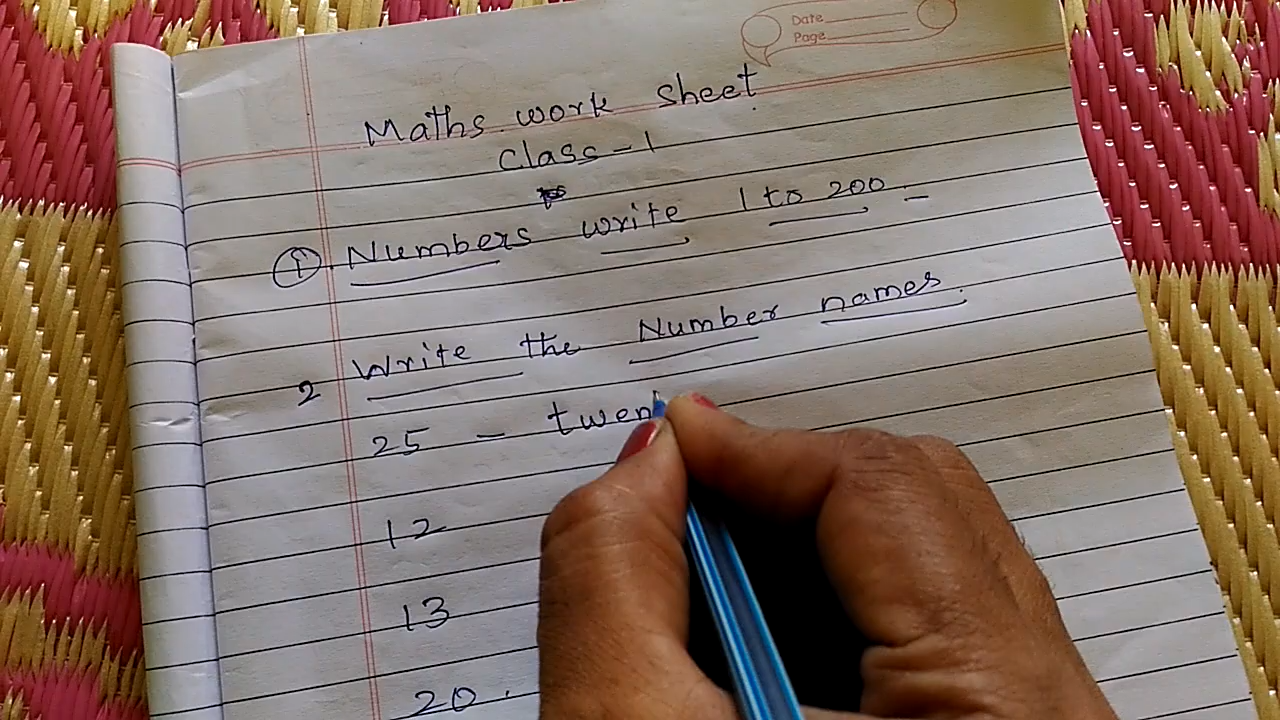 Date
Page
Maths work sheet
Class - 1
① Numbers write 1 to 200 -
2 Write the Number names.
25 - twen
12
13
20.